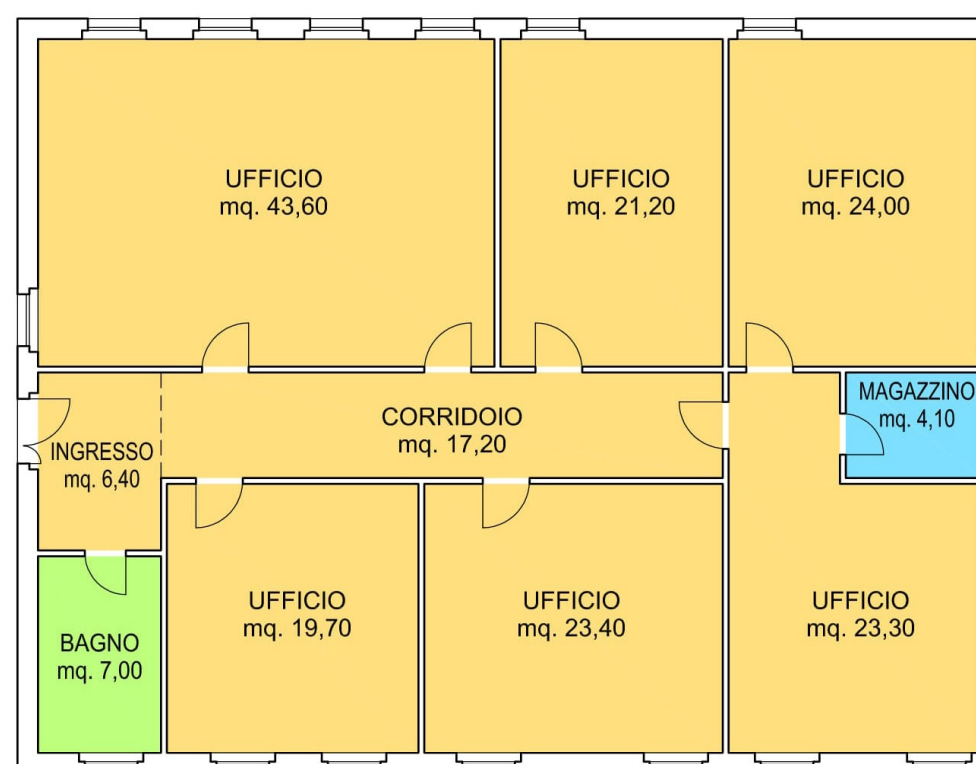 UFFICIO
mq. 43,60
UFFICIO
mq. 21,20
UFFICIO
mq. 24,00
INGRESSO
mq. 6,40
CORRIDOIO
mq. 17,20
MAGAZZINO
mq. 4,10
BAGNO
mq. 7,00
UFFICIO
mq. 19,70
UFFICIO
mq. 23,40
UFFICIO
mq. 23,30